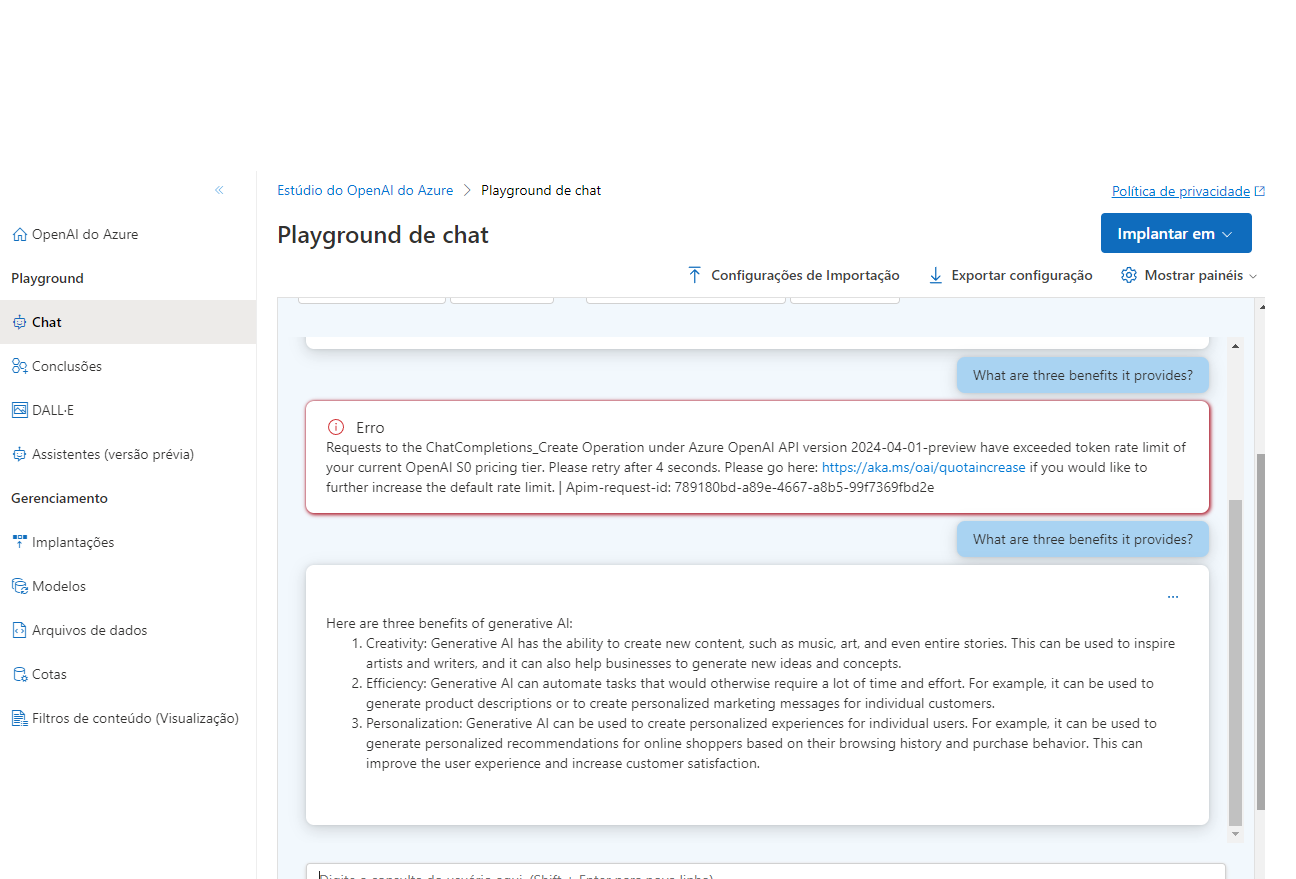 «
Estúdio do OpenAI do Azure > Playground de chat
Política de privacidade
OpenAI do Azure
Playground
Chat
Conclusões
DALL·E
Assistentes (versão prévia)
Gerenciamento
Implantações
Modelos
Arquivos de dados
Cotas
Filtros de conteúdo (Visualização)
Playground de chat
Implantar em
Configurações de Importação
Exportar configuração
Mostrar painéis
What are three benefits it provides?
Erro
Requests to the ChatCompletions_Create Operation under Azure OpenAI API version 2024-04-01-preview have exceeded token rate limit of
your current OpenAI S0 pricing tier. Please retry after 4 seconds. Please go here: https://aka.ms/oai/quotaincrease if you would like to
further increase the default rate limit. | Apim-request-id: 789180bd-a89e-4667-a8b5-99f7369fbd2e
What are three benefits it provides?
...
Here are three benefits of generative AI:
1. Creativity: Generative AI has the ability to create new content, such as music, art, and even entire stories. This can be used to inspire
artists and writers, and it can also help businesses to generate new ideas and concepts.
2. Efficiency: Generative AI can automate tasks that would otherwise require a lot of time and effort. For example, it can be used to
generate product descriptions or to create personalized marketing messages for individual customers.
3. Personalization: Generative AI can be used to create personalized experiences for individual users. For example, it can be used to
generate personalized recommendations for online shoppers based on their browsing history and purchase behavior. This can
improve the user experience and increase customer satisfaction.
Digite a consulta do usuário aqui. (Shift + Enter para nova linha)